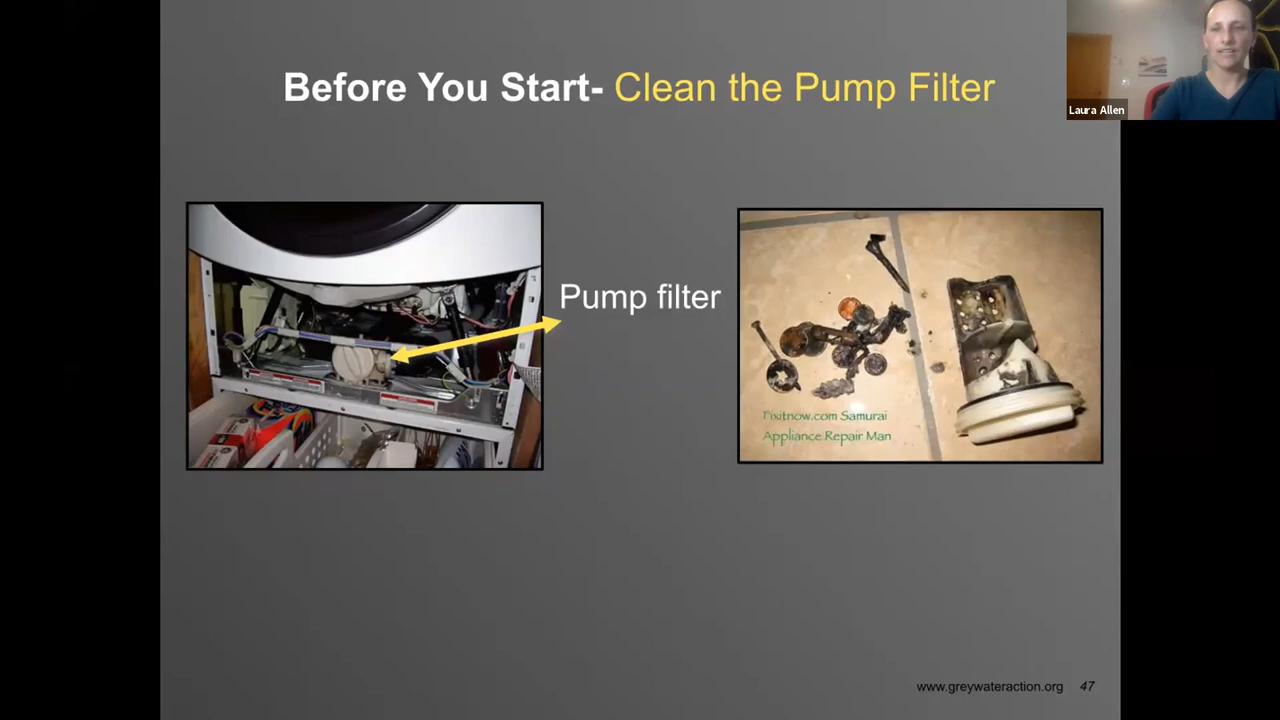 Before You Start- Clean the Pump Filter
Laura Allen
Pump filter
Fixitnow.com Samurai
Appliance Repair Man
www.greywateraction.org 47